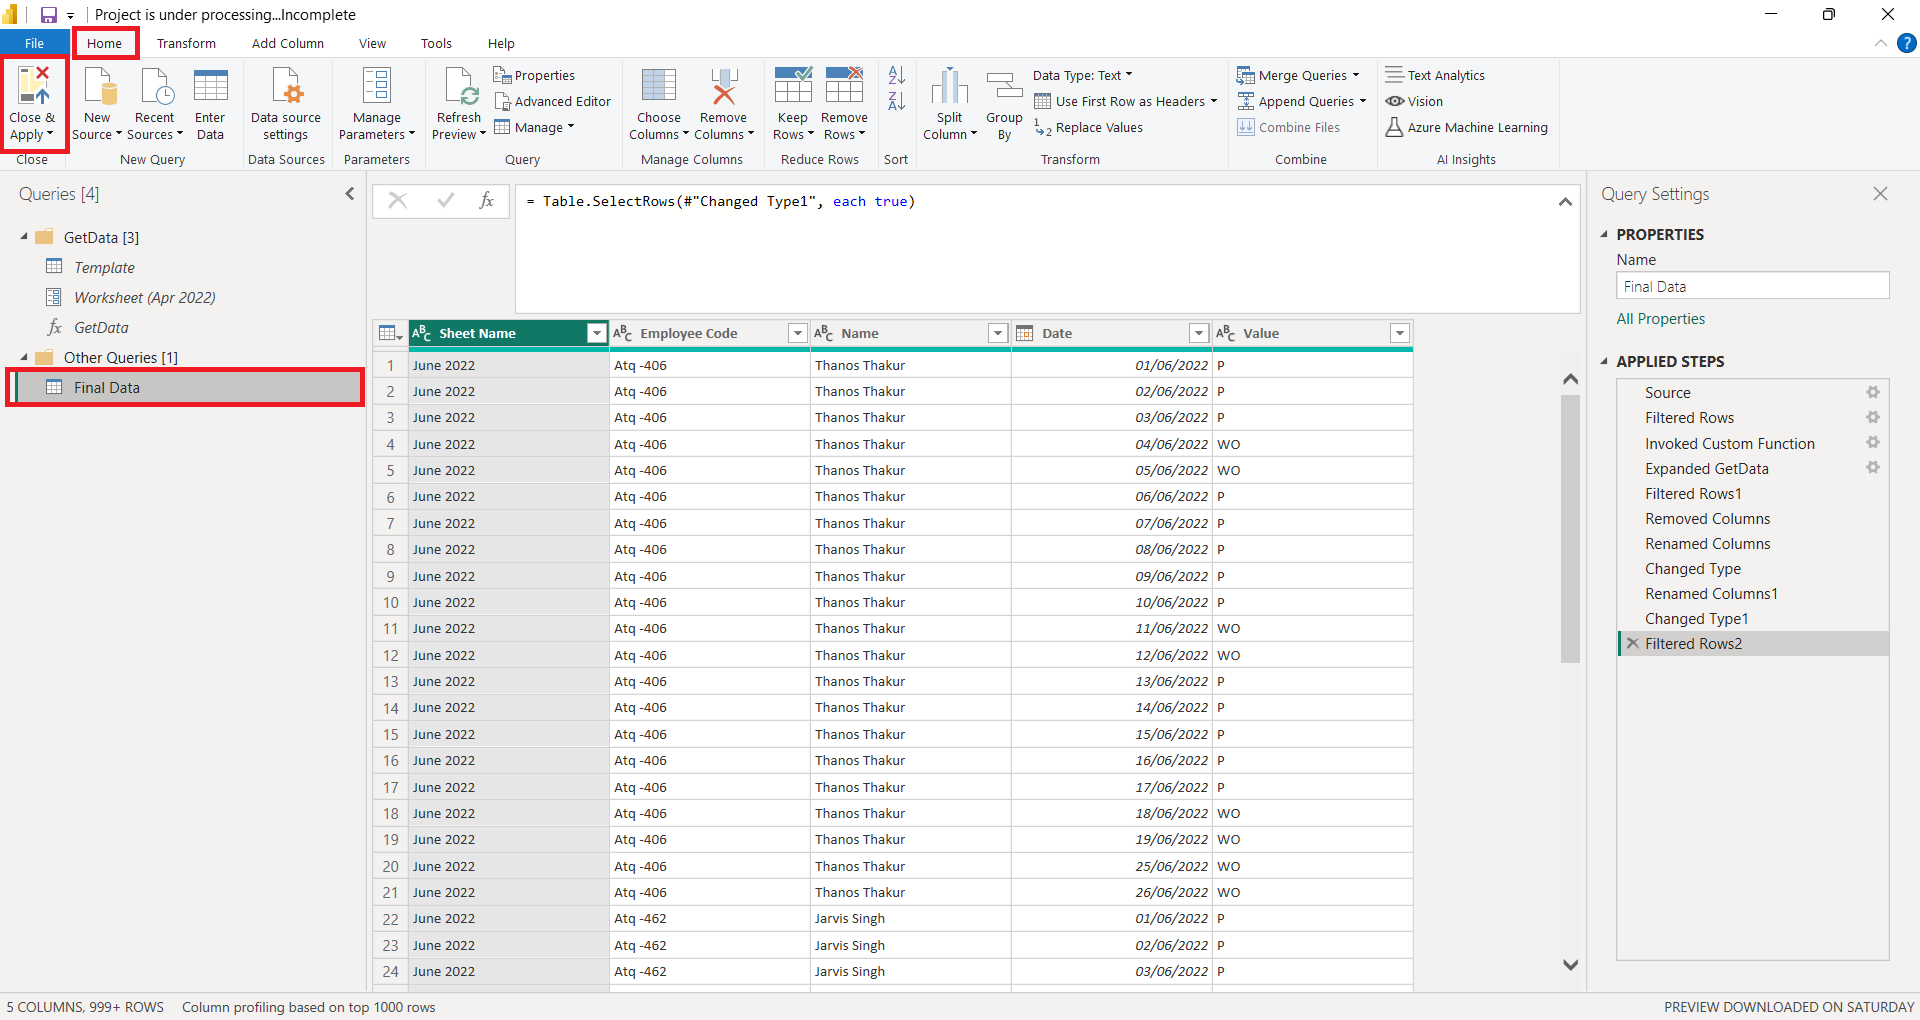 Project is under processing...Incomplete
File Home Transform Add Column View Tools Help
Close & Apply
New Source
Recent Sources
Enter Data
Data source settings
Manage Parameters
Refresh Preview
Properties
Advanced Editor
Manage
Choose Columns
Remove Columns
Keep Rows
Remove Rows
Split Column
Group By
Data Type: Text
Use First Row as Headers
Replace Values
Merge Queries
Append Queries
Combine Files
Text Analytics
Vision
Azure Machine Learning
Close New Query Data Sources Parameters Query Manage Columns Reduce Rows Sort Transform Combine AI Insights
Queries [4]
GetData [3]
Template
Worksheet (Apr 2022)
fx GetData
Other Queries [1]
Final Data
fx = Table.SelectRows(#"Changed Type1", each true)
Sheet Name Employee Code Name Date Value
1 June 2022 Atq -406 Thanos Thakur 01/06/2022 P
2 June 2022 Atq -406 Thanos Thakur 02/06/2022 P
3 June 2022 Atq -406 Thanos Thakur 03/06/2022 P
4 June 2022 Atq -406 Thanos Thakur 04/06/2022 WO
5 June 2022 Atq -406 Thanos Thakur 05/06/2022 WO
6 June 2022 Atq -406 Thanos Thakur 06/06/2022 P
7 June 2022 Atq -406 Thanos Thakur 07/06/2022 P
8 June 2022 Atq -406 Thanos Thakur 08/06/2022 P
9 June 2022 Atq -406 Thanos Thakur 09/06/2022 P
10 June 2022 Atq -406 Thanos Thakur 10/06/2022 P
11 June 2022 Atq -406 Thanos Thakur 11/06/2022 WO
12 June 2022 Atq -406 Thanos Thakur 12/06/2022 WO
13 June 2022 Atq -406 Thanos Thakur 13/06/2022 P
14 June 2022 Atq -406 Thanos Thakur 14/06/2022 P
15 June 2022 Atq -406 Thanos Thakur 15/06/2022 P
16 June 2022 Atq -406 Thanos Thakur 16/06/2022 P
17 June 2022 Atq -406 Thanos Thakur 17/06/2022 P
18 June 2022 Atq -406 Thanos Thakur 18/06/2022 WO
19 June 2022 Atq -406 Thanos Thakur 19/06/2022 WO
20 June 2022 Atq -406 Thanos Thakur 25/06/2022 WO
21 June 2022 Atq -406 Thanos Thakur 26/06/2022 WO
22 June 2022 Atq -462 Jarvis Singh 01/06/2022 P
23 June 2022 Atq -462 Jarvis Singh 02/06/2022 P
24 June 2022 Atq -462 Jarvis Singh 03/06/2022 P
Query Settings
PROPERTIES
Name
Final Data
All Properties
APPLIED STEPS
Source
Filtered Rows
Invoked Custom Function
Expanded GetData
Filtered Rows1
Removed Columns
Renamed Columns
Changed Type
Renamed Columns1
Changed Type1
Filtered Rows2
5 COLUMNS, 999+ ROWS Column profiling based on top 1000 rows
PREVIEW DOWNLOADED ON SATURDAY